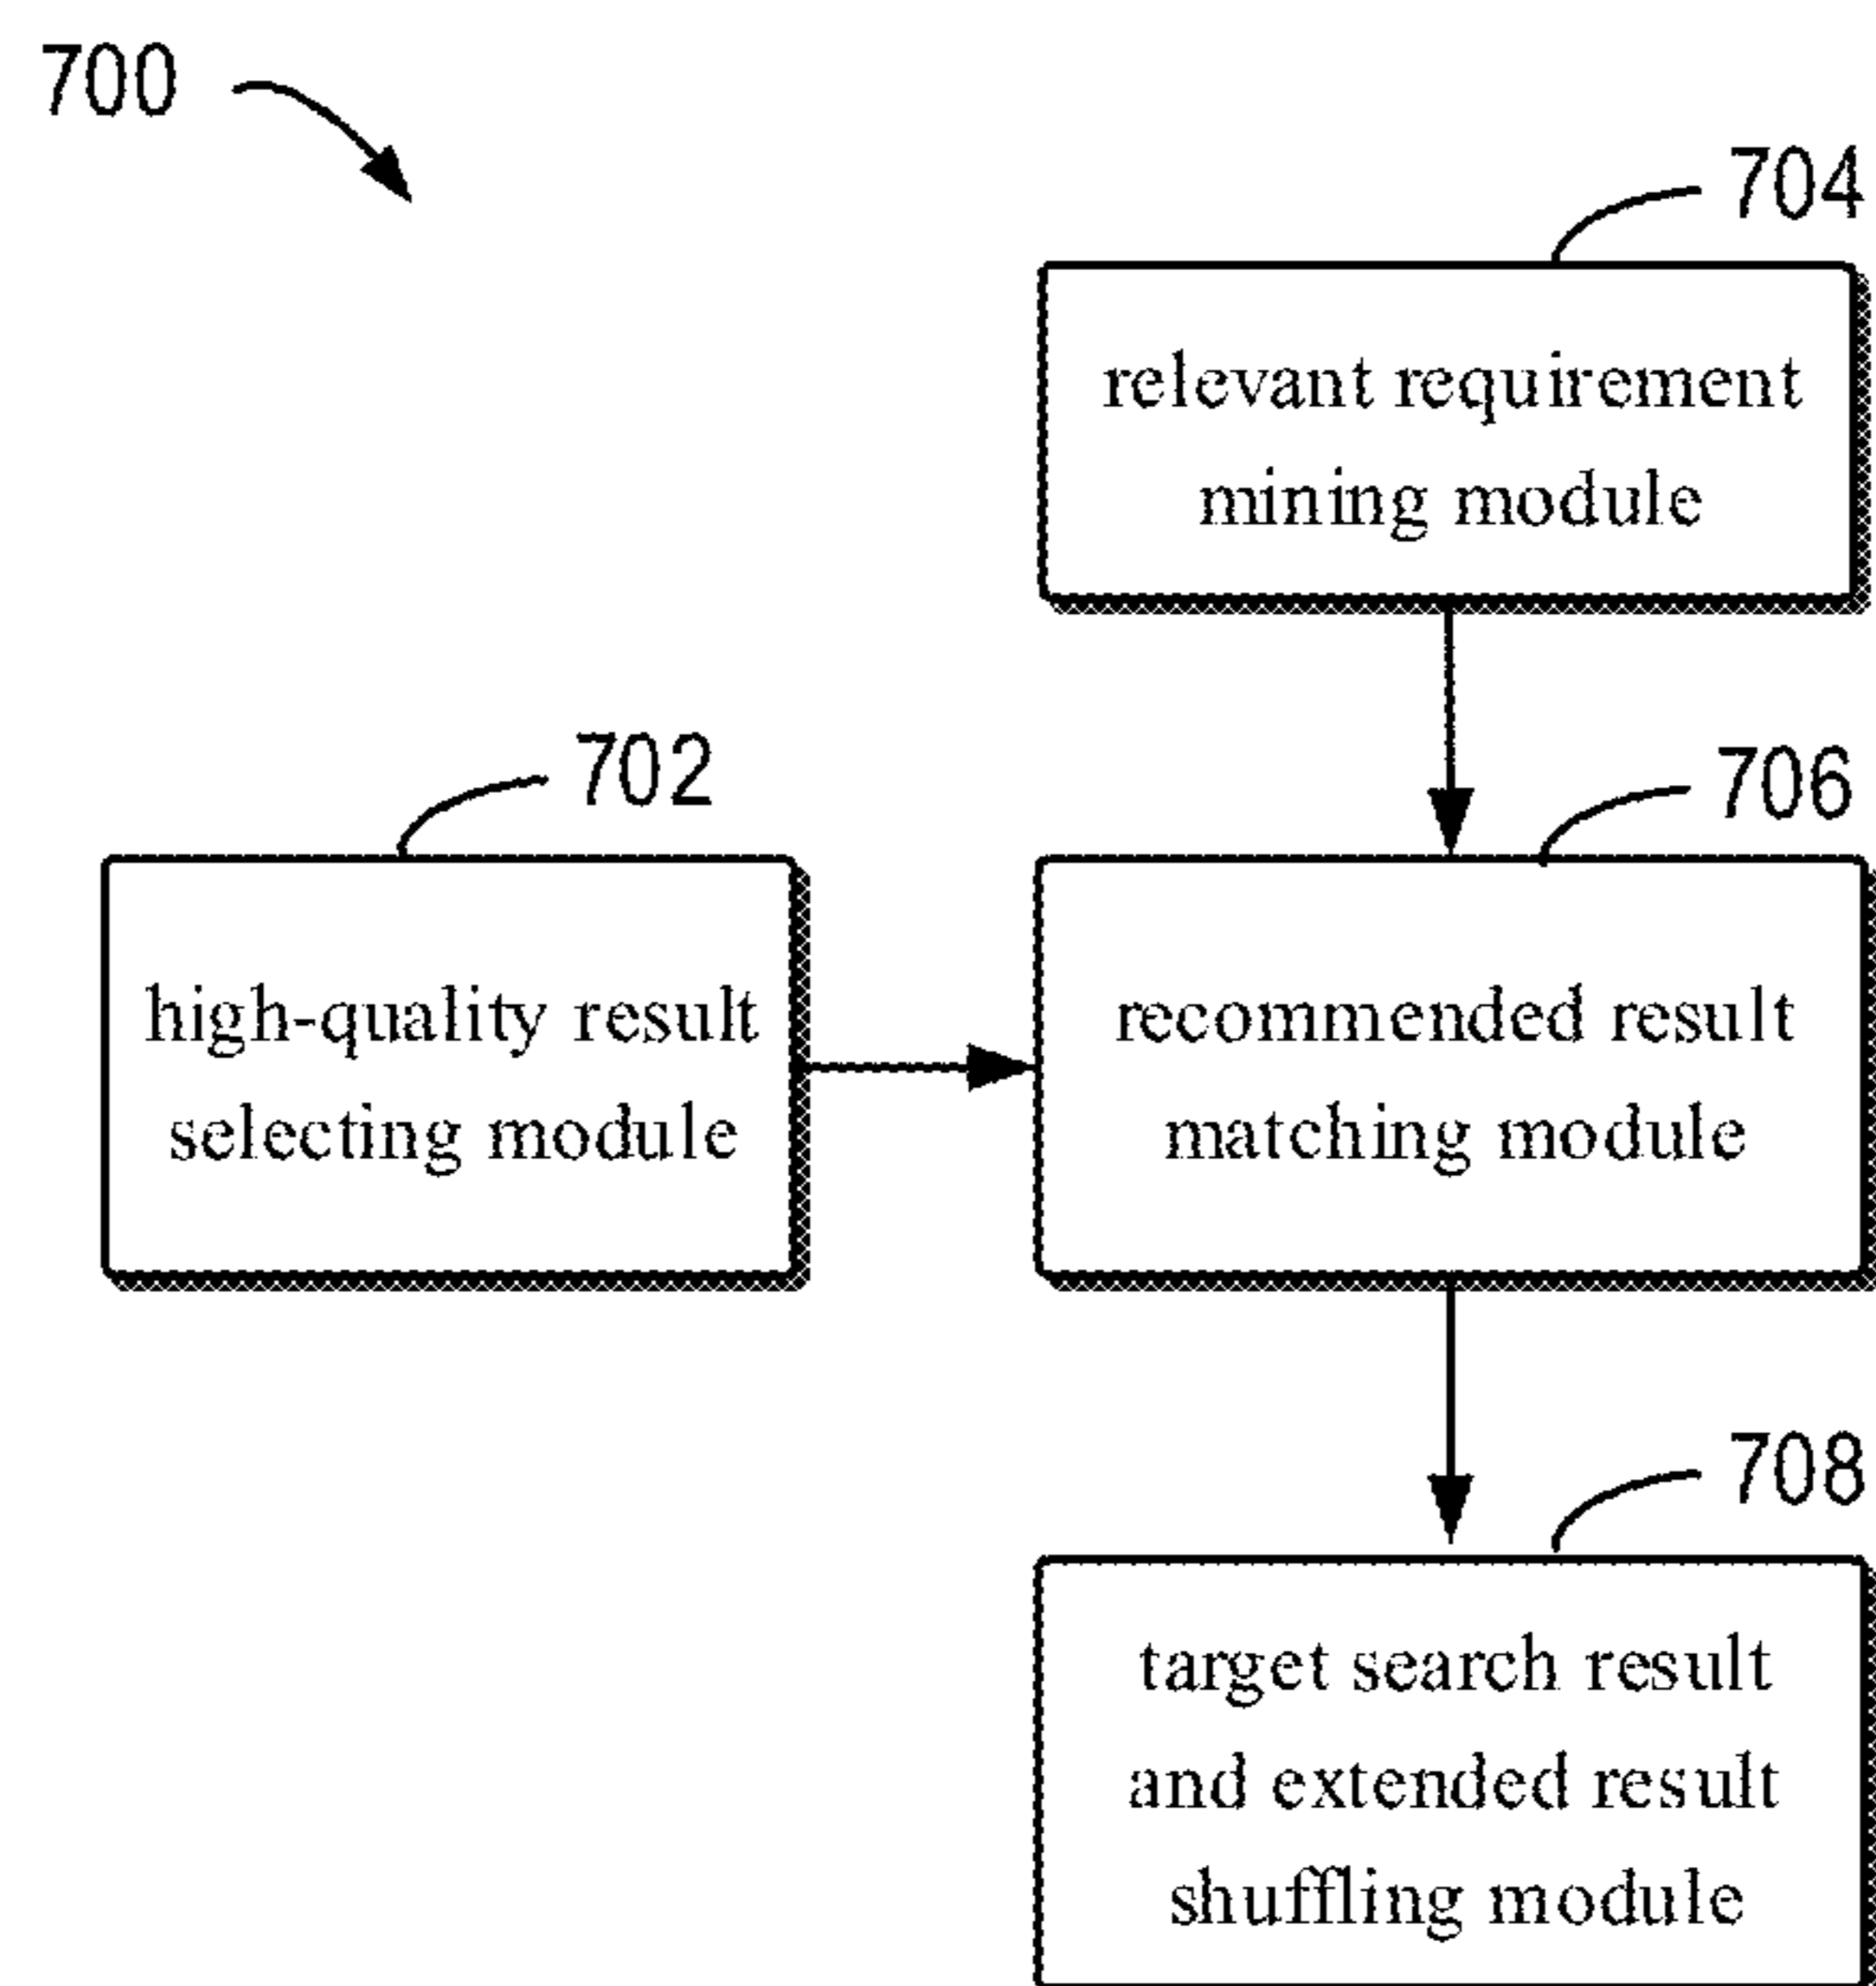 700
704
relevant requirement
mining module
702
706
high-quality result
selecting module
recommended result
matching module
708
target search result
and extended result
shuffling module